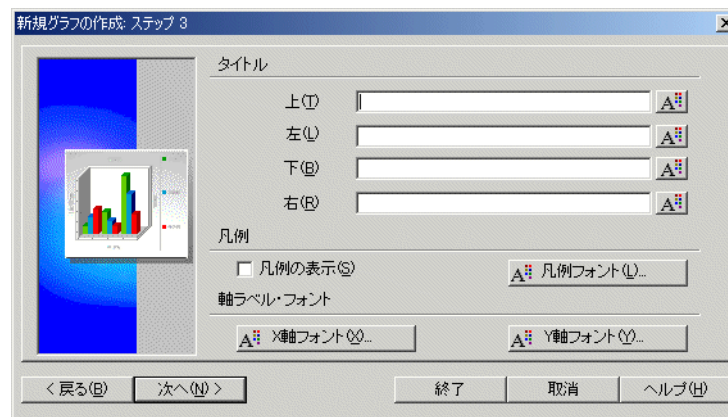 新規グラフの作成: ステップ 3
タイトル
上(T)
左(L)
下(B)
右(R)
凡例
凡例の表示(S)
凡例フォント(L)...
軸ラベル・フォント
X軸フォント(X)...
Y軸フォント(Y)...
< 戻る(B)
次へ(N) >
終了
取消
ヘルプ(H)